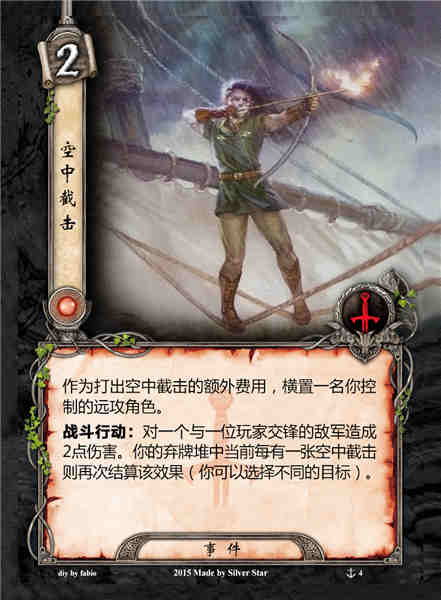 2
空中截击
作为打出空中截击的额外费用，横置一名你控
制的远攻角色。
战斗行动：对一个与一位玩家交锋的敌军造成
2点伤害。你的弃牌堆中当前每有一张空中截击
则再次结算该效果（你可以选择不同的目标）。
事件
diy by fabio 2015 Made by Silver Star 4